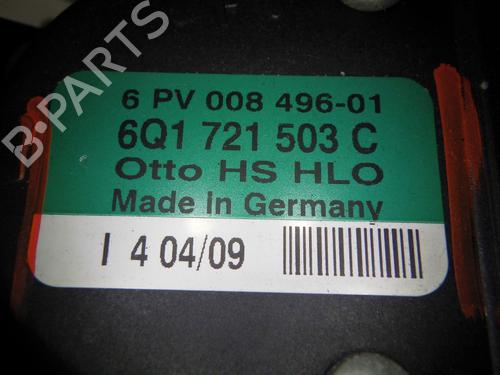 B-PARTS
6 PV 008 496-01
6Q1 721 503 C
Otto HS HLO
Made in Germany
I 4 04/09